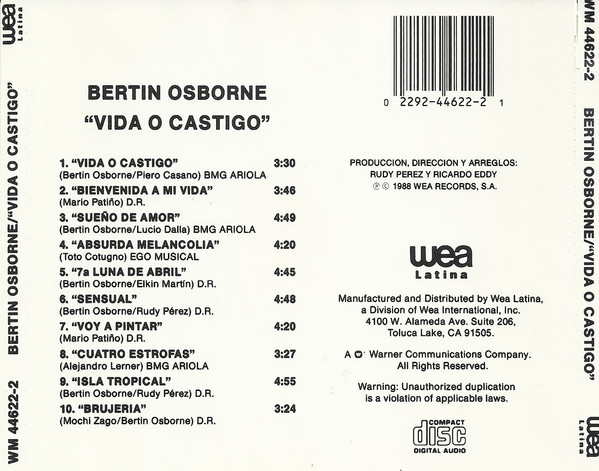 wea
Latina
BERTIN OSBORNE/“VIDA O CASTIGO”
WM 44622-2
BERTIN OSBORNE
“VIDA O CASTIGO”
1. “VIDA O CASTIGO” 3:30
(Bertin Osborne/Piero Casano) BMG ARIOLA
2. “BIENVENIDA A MI VIDA” 3:46
(Mario Patiño) D.R.
3. “SUEÑO DE AMOR” 4:49
(Bertin Osborne/Lucio Dalla) BMG ARIOLA
4. “ABSURDA MELANCOLIA” 4:20
(Toto Cotugno) EGO MUSICAL
5. “7a LUNA DE ABRIL” 4:45
(Bertin Osborne/Elkin Martín) D.R.
6. “SENSUAL” 4:48
(Bertin Osborne/Rudy Pérez) D.R.
7. “VOY A PINTAR” 4:20
(Mario Patiño) D.R.
8. “CUATRO ESTROFAS” 3:27
(Alejandro Lerner) BMG ARIOLA
9. “ISLA TROPICAL” 4:55
(Bertin Osborne/Rudy Pérez) D.R.
10. “BRUJERIA” 3:24
(Mochi Zago/Bertin Osborne) D.R.
0 2292-44622-2 1
PRODUCCION, DIRECCION Y ARREGLOS:
RUDY PEREZ Y RICARDO EDDY
℗ © 1988 WEA RECORDS, S.A.
wea
Latina
Manufactured and Distributed by Wea Latina,
a Division of Wea International, Inc.
4100 W. Alameda Ave. Suite 206,
Toluca Lake, CA 91505.
A Warner Communications Company.
All Rights Reserved.
Warning: Unauthorized duplication
is a violation of applicable laws.
COMPACT
disc
DIGITAL AUDIO
WM 44622-2
BERTIN OSBORNE/“VIDA O CASTIGO”
wea
Latina